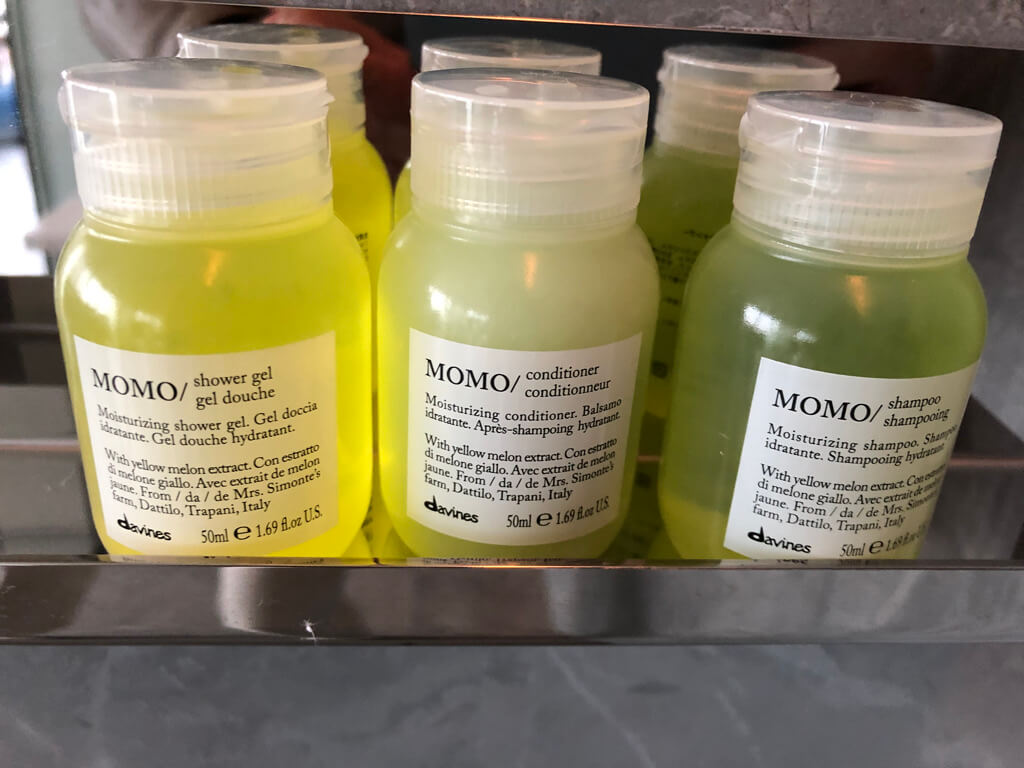 MOMO/ shower gel
gel douche
Moisturizing shower gel. Gel doccia
idratante. Gel douche hydratant.
With yellow melon extract. Con estratto
di melone giallo. Avec extrait de melon
jaune. From / da / de Mrs. Simonte's
farm, Dattilo, Trapani, Italy
davines 50ml e 1.69 fl.oz U.S.
MOMO/ conditioner
conditionneur
Moisturizing conditioner. Balsamo
idratante. Après-shampoing hydratant.
With yellow melon extract. Con estratto
di melone giallo. Avec extrait de melon
jaune. From / da / de Mrs. Simonte's
farm, Dattilo, Trapani, Italy
davines 50ml e 1.69 fl.oz U.S.
MOMO/ shampoo
shampooing
Moisturizing shampoo.
idratante. Shampooing
With yellow melon extract. Con
di melone giallo. Avec extrait de
jaune. From / da / de Mrs. Simonte's
farm, Dattilo, Trapani, Italy
davines 50ml e 1.69 fl.oz